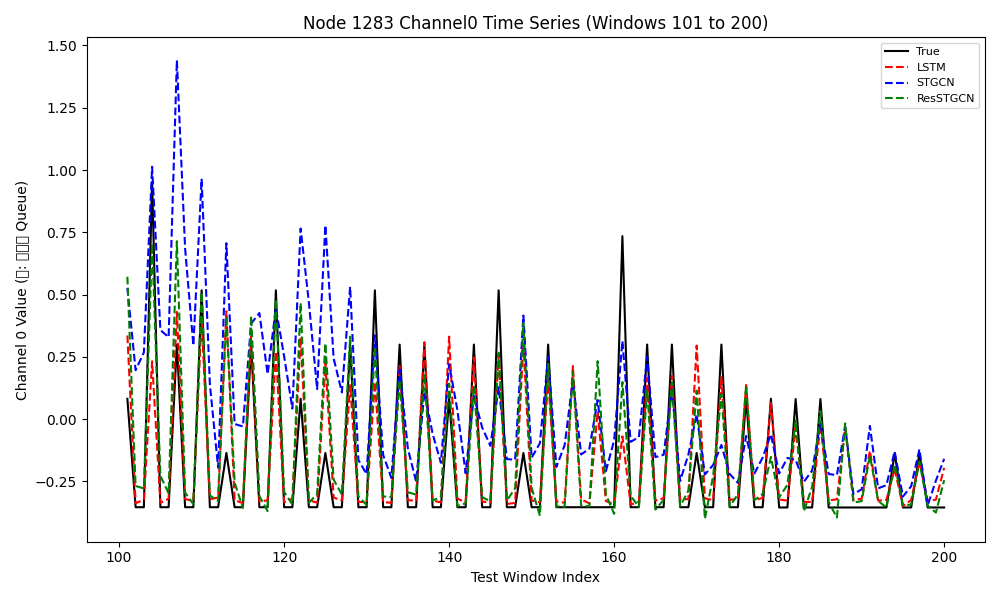 Node 1283 Channel0 Time Series (Windows 101 to 200)
True
LSTM
STGCN
ResSTGCN
Channel 0 Value (: Queue)
1.50
1.25
1.00
0.75
0.50
0.25
0.00
−0.25
100
120
140
160
180
200
Test Window Index